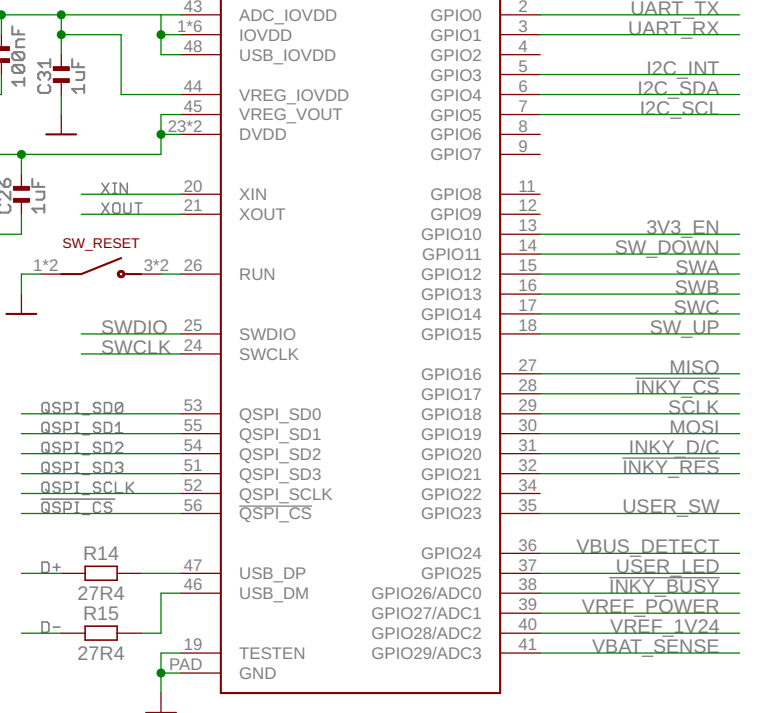 43 ADC_IOVDD GPIO0 2 UART_TX
1*6 IOVDD GPIO1 3 UART_RX
48 USB_IOVDD GPIO2 4
100nF C31 1uF
GPIO3 5 I2C_INT
44 VREG_IOVDD GPIO4 6 I2C_SDA
45 VREG_VOUT GPIO5 7 I2C_SCL
23*2 DVDD GPIO6 8
GPIO7 9
C26 1uF
XIN 20 XIN GPIO8 11
XOUT 21 XOUT GPIO9 12
GPIO10 13 3V3_EN
SW_RESET GPIO11 14 SW_DOWN
1*2 3*2 26 RUN GPIO12 15 SWA
GPIO13 16 SWB
GPIO14 17 SWC
SWDIO 25 SWDIO GPIO15 18 SW_UP
SWCLK 24 SWCLK
GPIO16 27 MISO
GPIO17 28 INKY_CS
QSPI_SD0 53 QSPI_SD0 GPIO18 29 SCLK
QSPI_SD1 55 QSPI_SD1 GPIO19 30 MOSI
QSPI_SD2 54 QSPI_SD2 GPIO20 31 INKY_D/C
QSPI_SD3 51 QSPI_SD3 GPIO21 32 INKY_RES
QSPI_SCLK 52 QSPI_SCLK GPIO22 34
QSPI_CS 56 QSPI_CS GPIO23 35 USER_SW
R14 GPIO24 36 VBUS_DETECT
D+ 47 USB_DP GPIO25 37 USER_LED
27R4 46 USB_DM GPIO26/ADC0 38 INKY_BUSY
R15 GPIO27/ADC1 39 VREF_POWER
D- GPIO28/ADC2 40 VREF_1V24
27R4 19 TESTEN GPIO29/ADC3 41 VBAT_SENSE
PAD GND